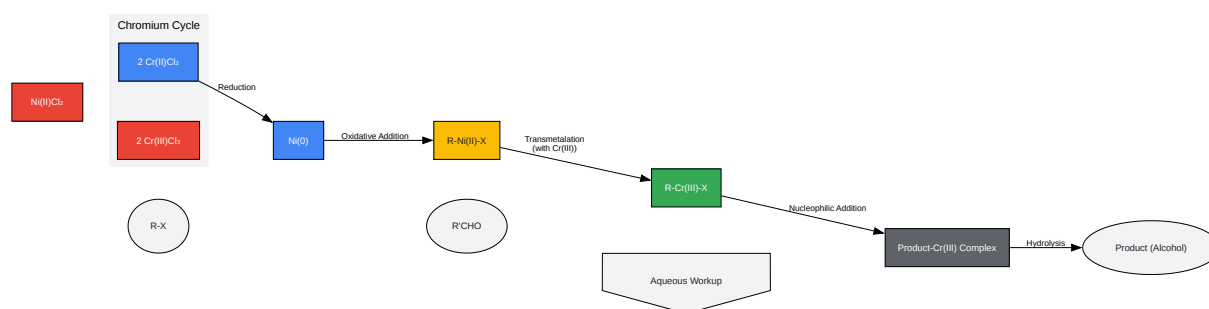 Chromium Cycle
2 Cr(II)Cl₂
Reduction
Ni(II)Cl₂
2 Cr(III)Cl₃
Ni(0)
Oxidative Addition
R-Ni(II)-X
Transmetalation
(with Cr(III))
R-Cr(III)-X
Nucleophilic Addition
R-X
R'CHO
Product-Cr(III) Complex
Hydrolysis
Product (Alcohol)
Aqueous Workup